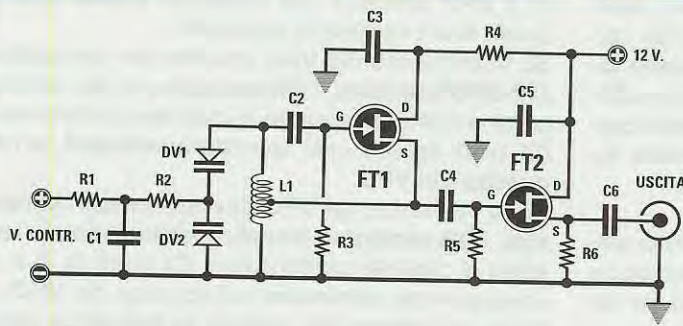 C3
R4
12 V.
C2
D
C5
G
DV1
S
FT1
FT2
D
L1
C4
G
C6
USCITA
R1
R2
S
V. CONTR.
C1
DV2
R3
R5
R6